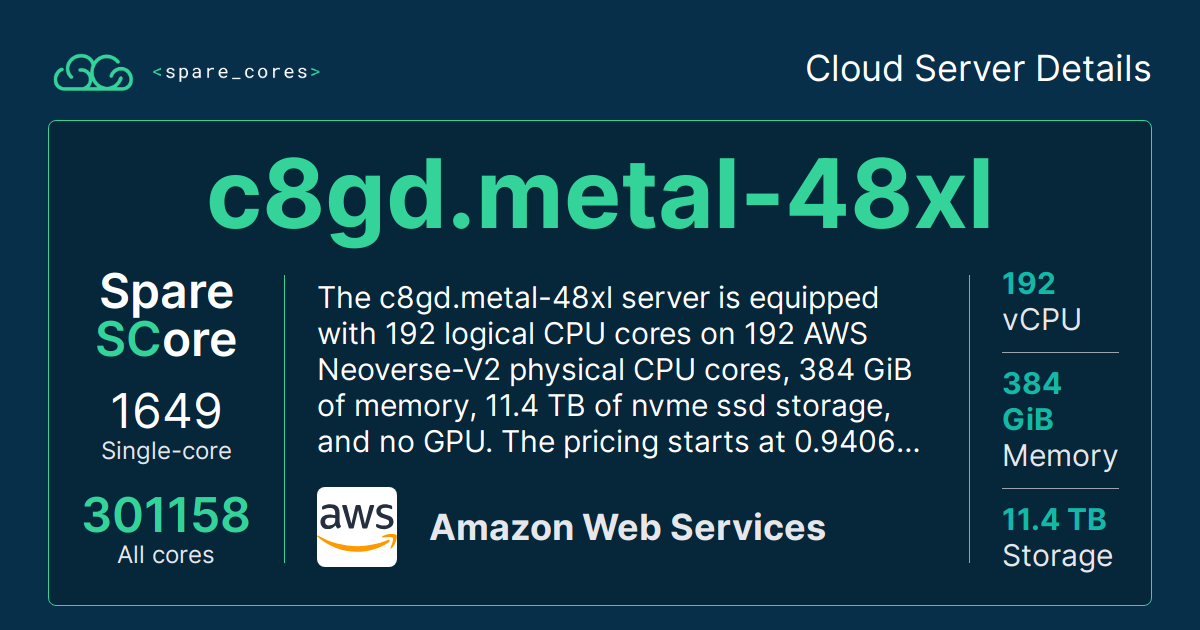 <spare_cores>
Cloud Server Details
c8gd.metal-48xl
Spare
SCore
1649
Single-core
301158
All cores
The c8gd.metal-48xl server is equipped
with 192 logical CPU cores on 192 AWS
Neoverse-V2 physical CPU cores, 384 GiB
of memory, 11.4 TB of nvme ssd storage,
and no GPU. The pricing starts at 0.9406...
aws
Amazon Web Services
192
vCPU
384
GiB
Memory
11.4 TB
Storage